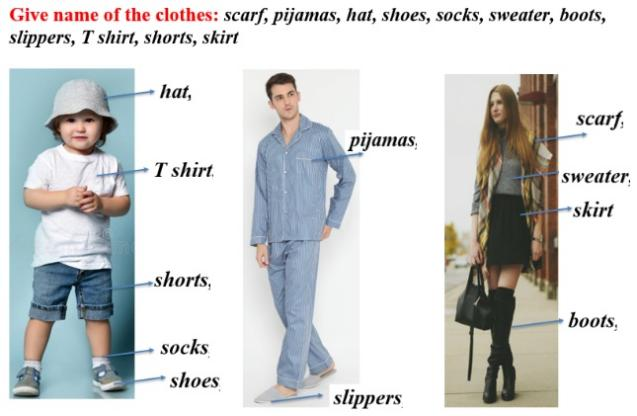 Give name of the clothes: scarf, pijamas, hat, shoes, socks, sweater, boots,
slippers, T shirt, shorts, skirt
hat,
T shirt
shorts,
socks
shoes
pijamas,
slippers
scarf,
sweater,
skirt
boots,